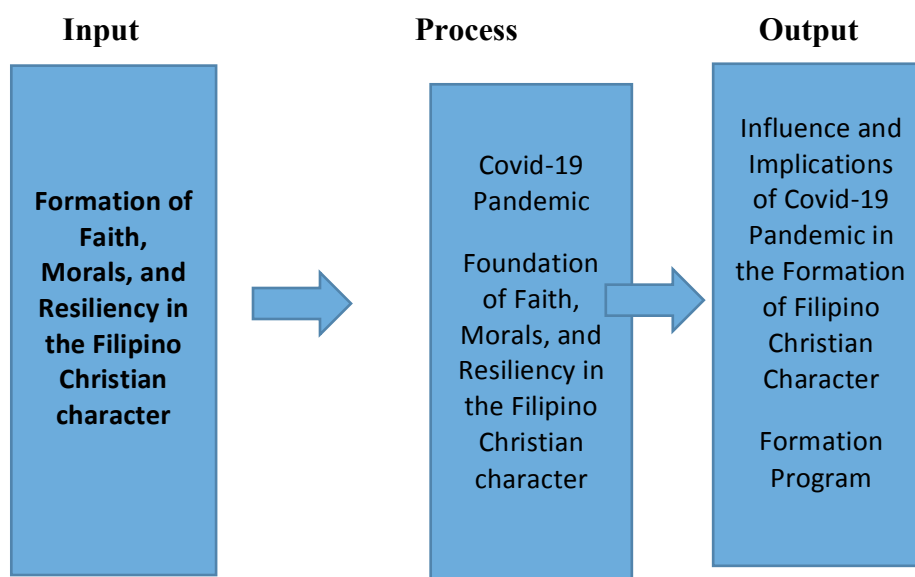 Input
Process
Output
Formation of
Faith,
Morals, and
Resiliency in
the Filipino
Christian
character
Covid-19
Pandemic
Foundation
of Faith,
Morals, and
Resiliency in
the Filipino
Christian
character
Influence and
Implications
of Covid-19
Pandemic in
the Formation
of Filipino
Christian
Character
Formation
Program